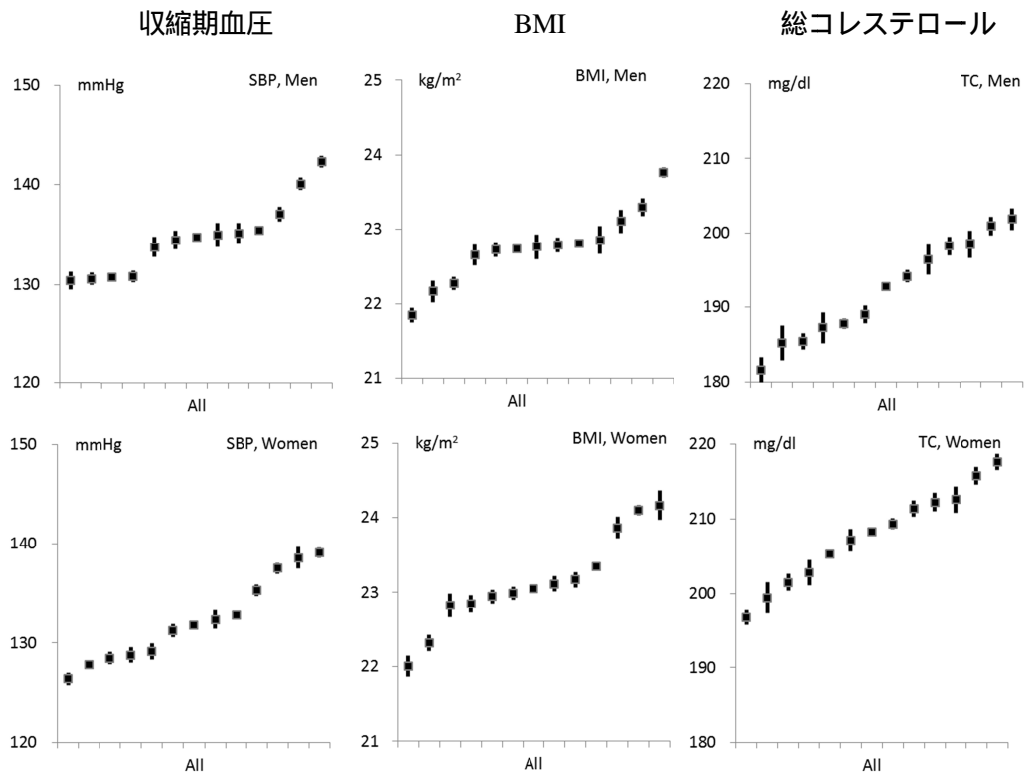 収縮期血圧
BMI
総コレステロール
mmHg
SBP, Men
150
140
130
120
All
kg/m²
BMI, Men
25
24
23
22
21
All
mg/dl
TC, Men
220
210
200
190
180
All
mmHg
SBP, Women
150
140
130
120
All
kg/m²
BMI, Women
25
24
23
22
21
All
mg/dl
TC, Women
220
210
200
190
180
All